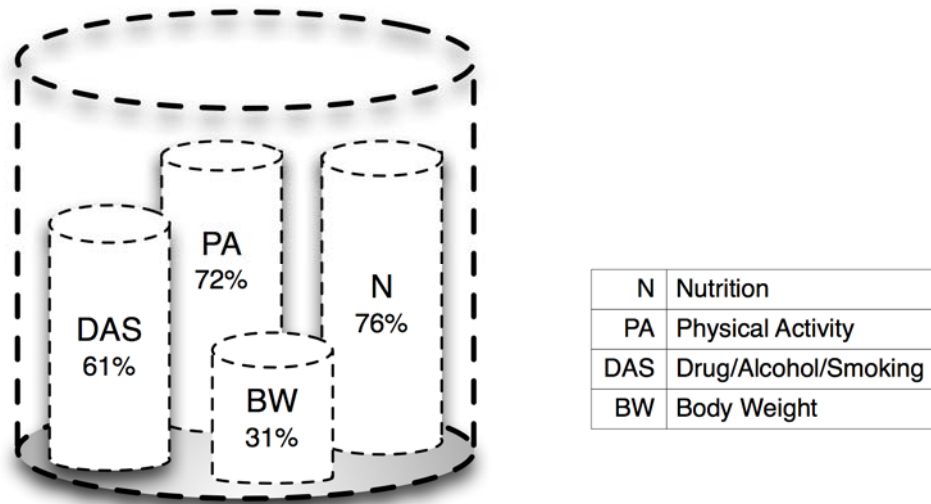 PA
72%
N
76%
DAS
61%
BW
31%
N Nutrition
PA Physical Activity
DAS Drug/Alcohol/Smoking
BW Body Weight